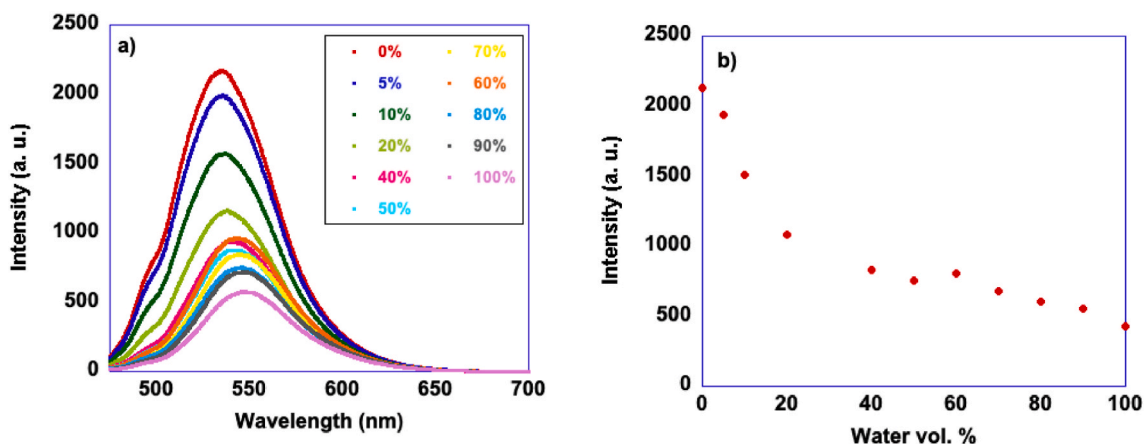 a)
Intensity (a. u.)
2500
2000
1500
1000
500
0
500 550 600 650 700
Wavelength (nm)
0% 70%
5% 60%
10% 80%
20% 90%
40% 100%
50%
b)
Intensity (a. u.)
2500
2000
1500
1000
500
0
0 20 40 60 80 100
Water vol. %